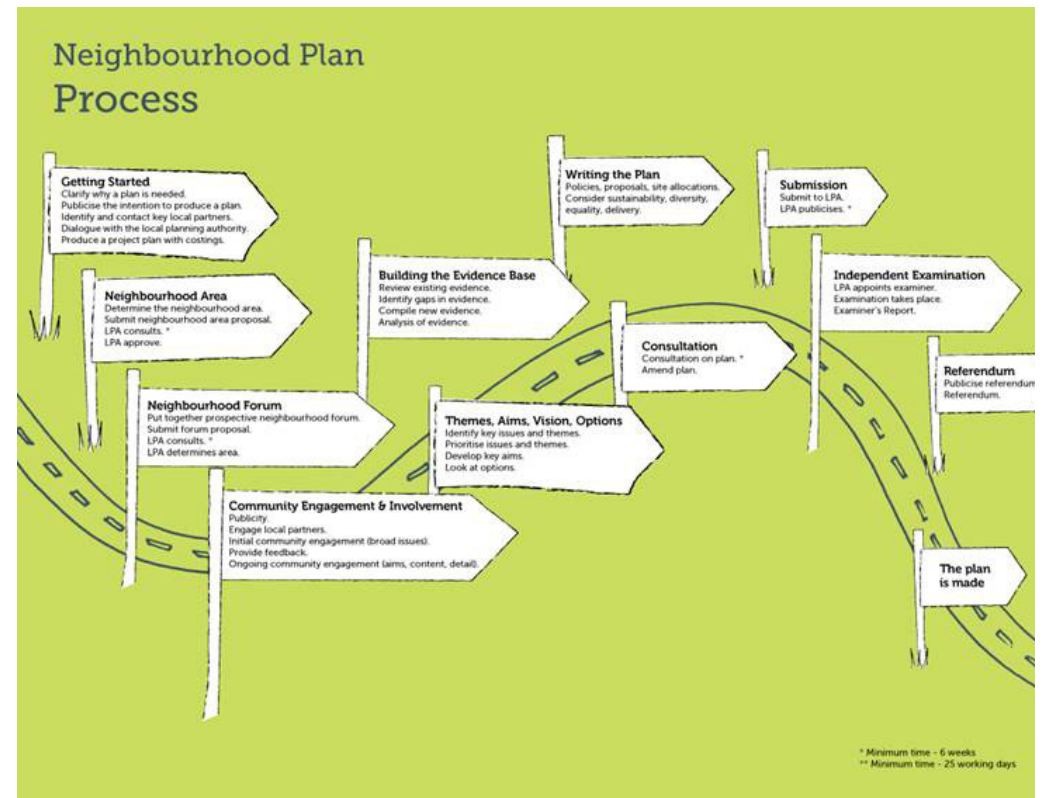 Neighbourhood Plan
Process
Getting Started
Clarify why a plan is needed.
Publicise the intention to produce a plan.
Identify and contact key local partners.
Dialogue with the local planning authority.
Produce a project plan with costings.
Neighbourhood Area
Determine the neighbourhood area.
Submit neighbourhood area proposal.
LPA consults. *
LPA approve.
Neighbourhood Forum
Put together prospective neighbourhood forum.
Submit forum proposal.
LPA consults. *
LPA determines area.
Community Engagement & Involvement
Publicity.
Engage local partners.
Initial community engagement (broad issues).
Provide feedback.
Ongoing community engagement (aims, content, detail).
Building the Evidence Base
Review existing evidence.
Identify gaps in evidence.
Compile new evidence.
Analysis of evidence.
Themes, Aims, Vision, Options
Identify key issues and themes.
Prioritise issues and themes.
Develop key aims.
Look at options.
Writing the Plan
Policies, proposals, site allocations.
Consider sustainability, diversity,
equality, delivery.
Consultation
Consultation on plan. *
Amend plan.
Submission
Submit to LPA.
LPA publicises. *
Independent Examination
LPA appoints examiner.
Examination takes place.
Examiner's Report.
Referendum
Publicise referendum
Referendum.
The plan
is made
* Minimum time - 6 weeks
** Minimum time - 25 working days